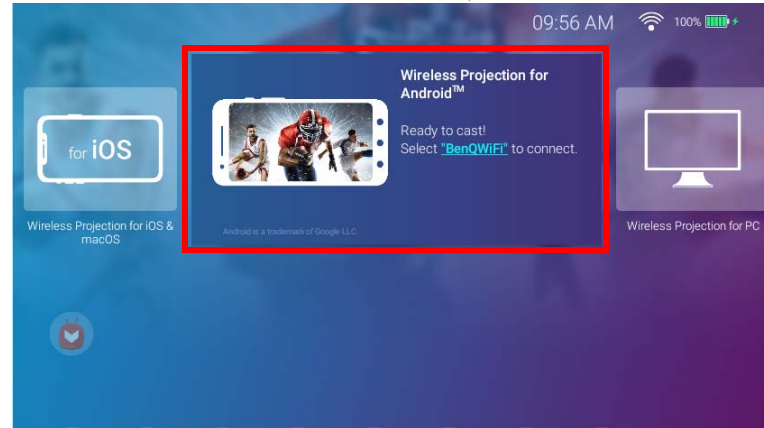 09:56 AM
100%
Wireless Projection for
Android™
Ready to cast!
Select "BenQWiFi" to connect.
for iOS
Android is a trademark of Google LLC.
Wireless Projection for iOS &
macOS
Wireless Projection for PC